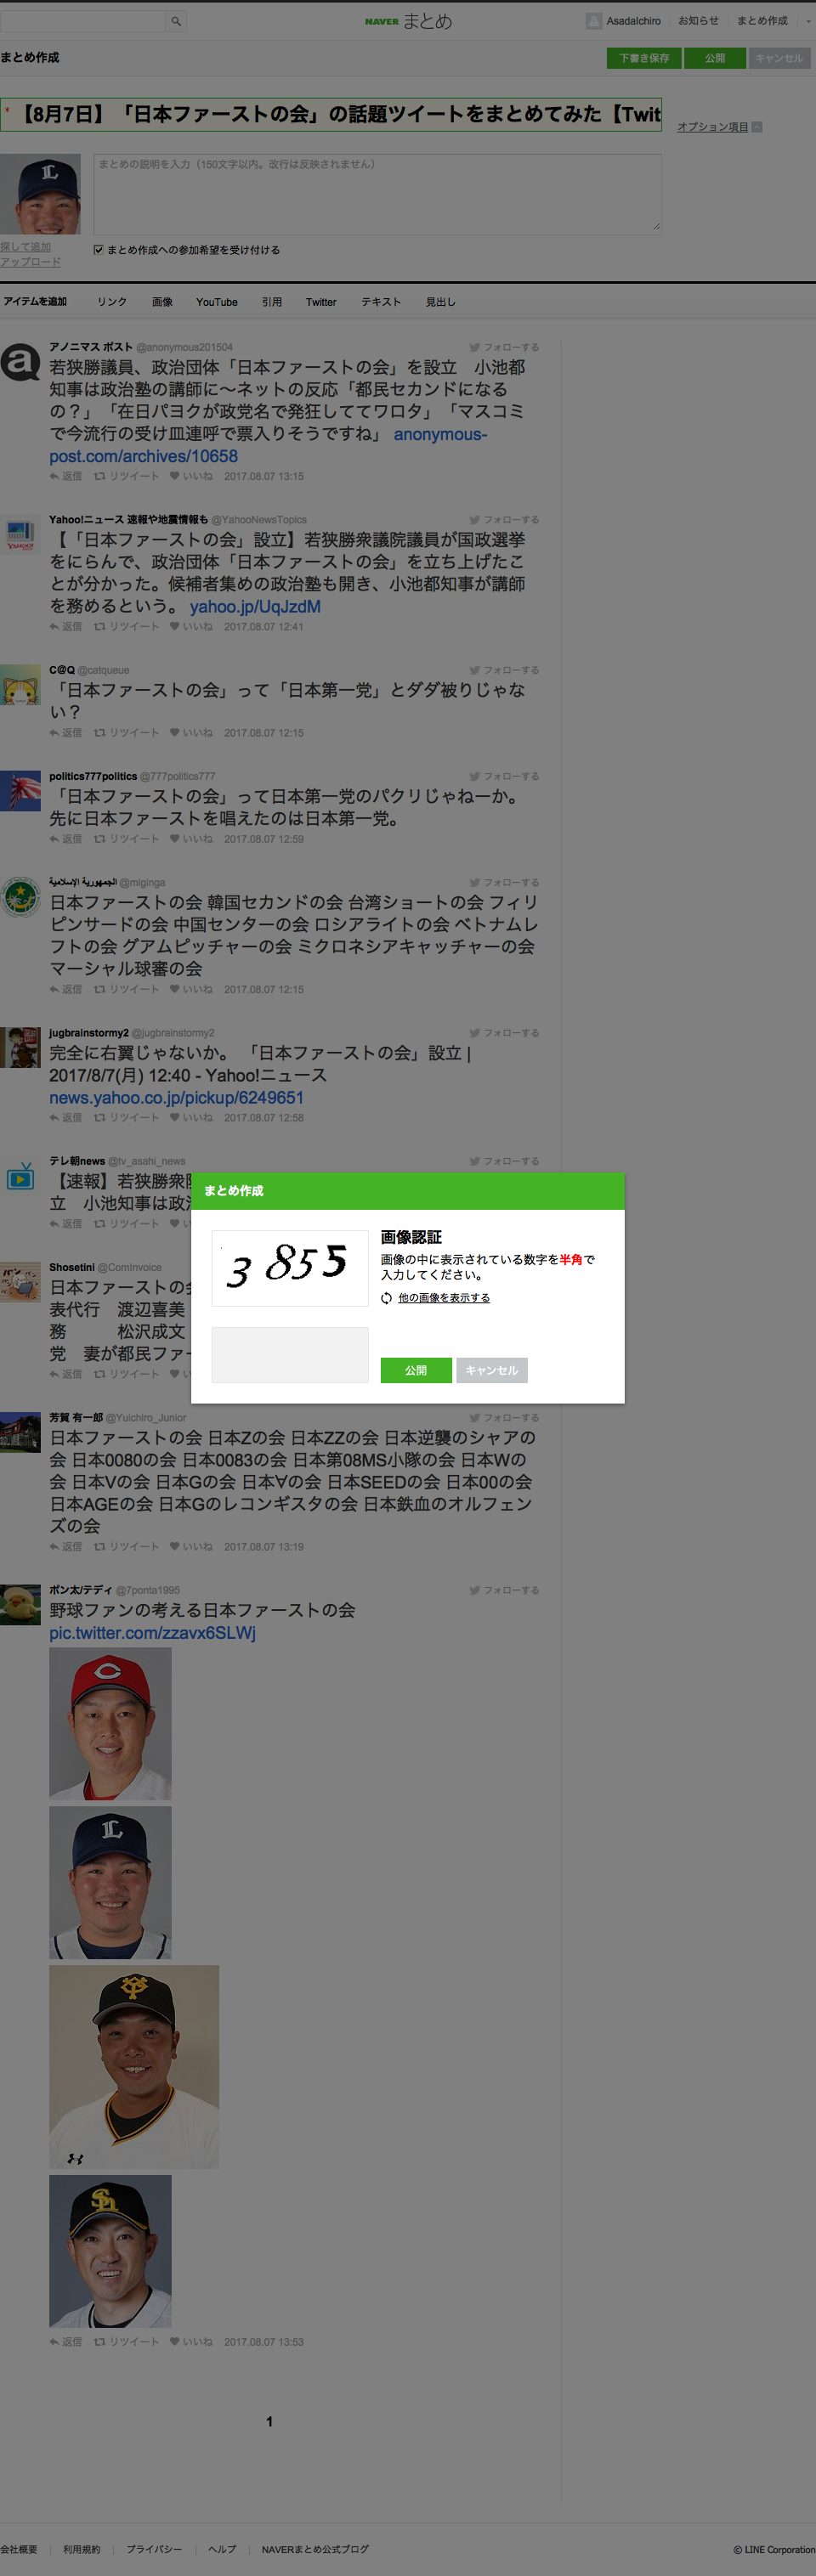 NAVER まとめ
AsadaIchiro お知らせ まとめ作成
まとめ作成
下書き保存 公開 キャンセル
* 【8月7日】「日本ファーストの会」の話題ツイートをまとめてみた【Twit
オプション項目
まとめの説明を入力（150文字以内。改行は反映されません）
探して追加
アップロード
まとめ作成への参加希望を受け付ける
アイテムを追加 リンク 画像 YouTube 引用 Twitter テキスト 見出し
アノニマス ポスト @anonymous201504 フォローする
若狭勝議員、政治団体「日本ファーストの会」を設立　小池都
知事は政治塾の講師に～ネットの反応「都民セカンドになる
の？」「在日パヨクが政党名で発狂しててワロタ」「マスコミ
で今流行の受け皿連呼で票入りそうですね」 anonymous-
post.com/archives/10658
返信 リツイート いいね 2017.08.07 13:15
Yahoo!ニュース 速報や地震情報も @YahooNewsTopics フォローする
【「日本ファーストの会」設立】若狭勝衆議院議員が国政選挙
をにらんで、政治団体「日本ファーストの会」を立ち上げたこ
とが分かった。候補者集めの政治塾も開き、小池都知事が講師
を務めるという。 yahoo.jp/UqJzdM
返信 リツイート いいね 2017.08.07 12:41
C@Q @catqueue フォローする
「日本ファーストの会」って「日本第一党」とダダ被りじゃな
い？
返信 リツイート いいね 2017.08.07 12:15
politics777politics @777politics777 フォローする
「日本ファーストの会」って日本第一党のパクリじゃねーか。
先に日本ファーストを唱えたのは日本第一党。
返信 リツイート いいね 2017.08.07 12:59
الجمهورية الإسلامية @mlginga フォローする
日本ファーストの会 韓国セカンドの会 台湾ショートの会 フィリ
ピンサードの会 中国センターの会 ロシアライトの会 ベトナムレ
フトの会 グアムピッチャーの会 ミクロネシアキャッチャーの会
マーシャル球審の会
返信 リツイート いいね 2017.08.07 12:15
jugbrainstormy2 @jugbrainstormy2 フォローする
完全に右翼じゃないか。 「日本ファーストの会」設立 |
2017/8/7(月) 12:40 - Yahoo!ニュース
news.yahoo.co.jp/pickup/6249651
返信 リツイート いいね 2017.08.07 12:58
テレ朝news @tv_asahi_news フォローする
【速報】若狭勝衆
立　小池知事は政治
返信 リツイート
まとめ作成
3855
画像認証
画像の中に表示されている数字を半角で
入力してください。
他の画像を表示する
公開 キャンセル
Shosetini @ComInvoice
日本ファーストの会
表代行　渡辺喜美
務　　　松沢成文
党　妻が都民ファー
返信 リツイート
芳賀 有一郎 @Yuichiro_Junior フォローする
日本ファーストの会 日本Zの会 日本ZZの会 日本逆襲のシャアの
会 日本0080の会 日本0083の会 日本第08MS小隊の会 日本Wの
会 日本Vの会 日本Gの会 日本∀の会 日本SEEDの会 日本00の会
日本AGEの会 日本Gのレコンギスタの会 日本鉄血のオルフェン
ズの会
返信 リツイート いいね 2017.08.07 13:19
ポン太/テディ @7ponta1995 フォローする
野球ファンの考える日本ファーストの会
pic.twitter.com/zzavx6SLWj
返信 リツイート いいね 2017.08.07 13:53
1
会社概要 利用規約 プライバシー ヘルプ NAVERまとめ公式ブログ
© LINE Corporation